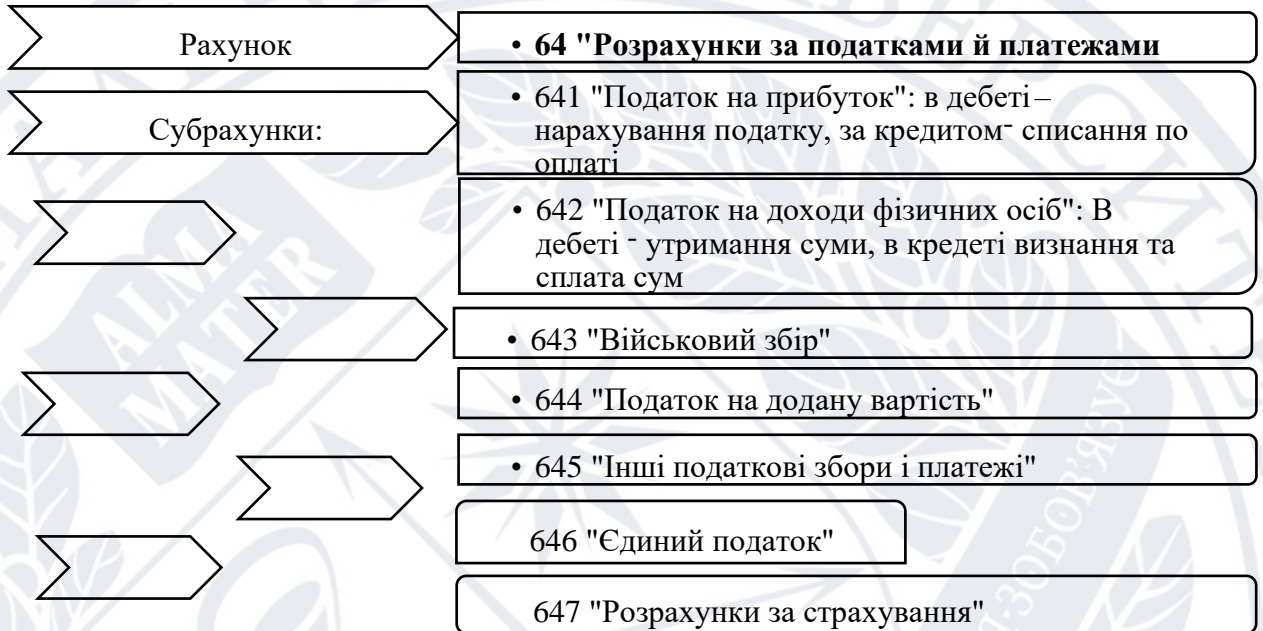 Рахунок
• 64 "Розрахунки за податками й платежами
Субрахунки:
• 641 "Податок на прибуток": в дебеті –
нарахування податку, за кредитом- списання по
оплаті
• 642 "Податок на доходи фізичних осіб": В
дебеті - утримання суми, в кредеті визнання та
сплата сум
• 643 "Військовий збір"
• 644 "Податок на додану вартість"
• 645 "Інші податкові збори і платежі"
646 "Єдиний податок"
647 "Розрахунки за страхування"
ALMA
MATER